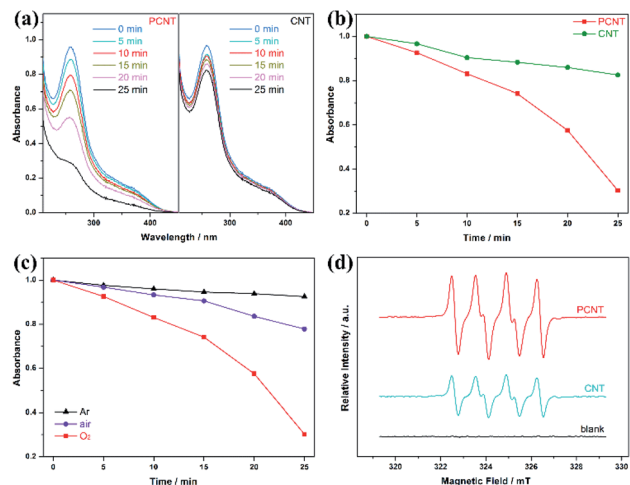 (a)
PCNT
CNT
0 min
5 min
10 min
15 min
20 min
25 min
0 min
5 min
10 min
15 min
20 min
25 min
1.0
0.8
0.6
0.4
0.2
0.0
Absorbance
300
400
300
400
Wavelength / nm
(b)
PCNT
CNT
1.0
0.8
0.6
0.4
0.2
Absorbance
0
5
10
15
20
25
Time / min
(c)
1.0
0.8
0.6
0.4
0.2
Absorbance
Ar
air
O₂
0
5
10
15
20
25
Time / min
(d)
PCNT
CNT
blank
Relative Intensity / a.u.
320
322
324
326
328
330
Magnetic Field / mT